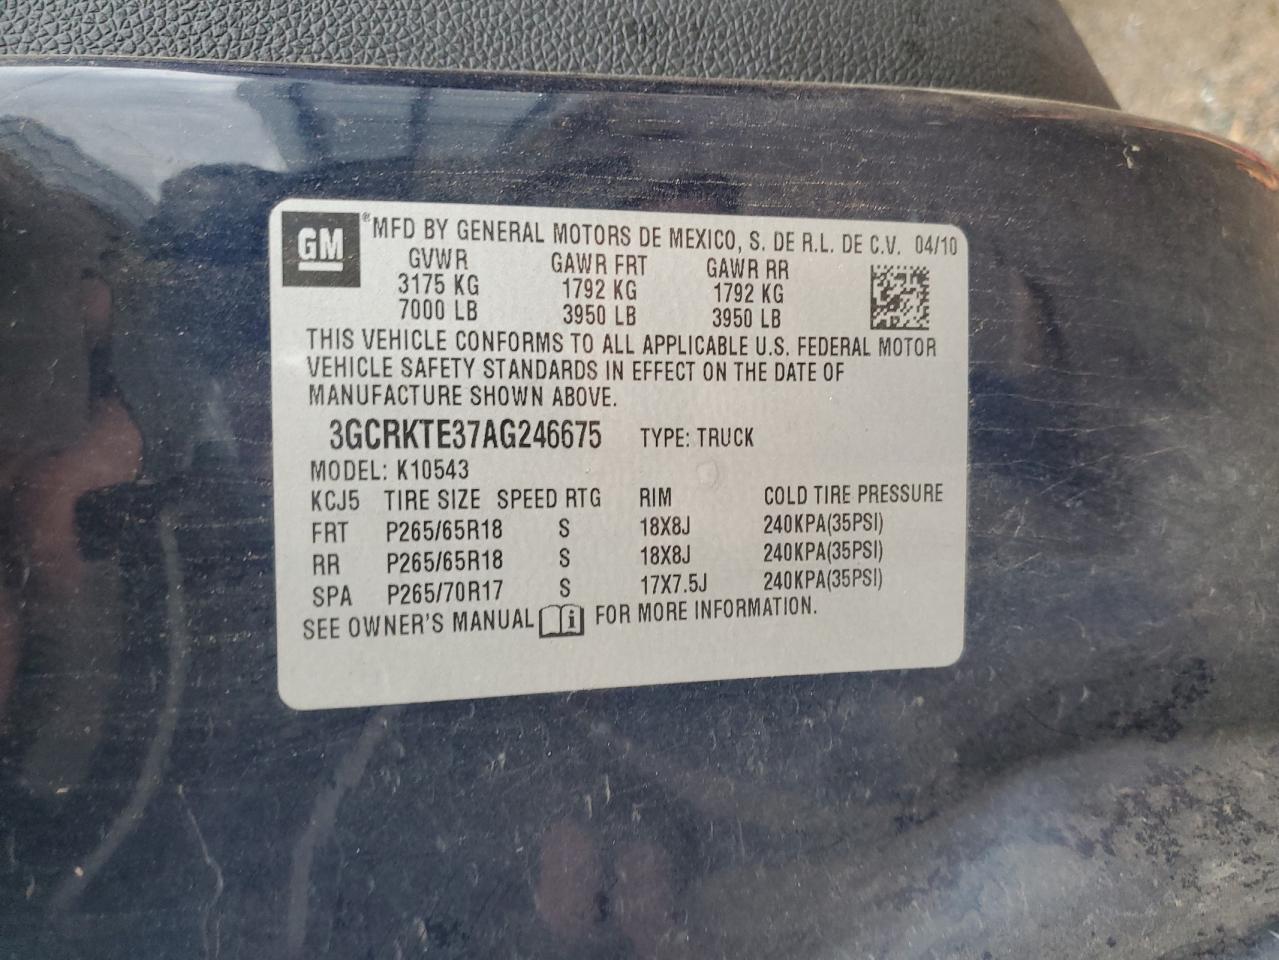 GM ® MFD BY GENERAL MOTORS DE MEXICO, S. DE R.L. DE C.V. 04/10
GVWR GAWR FRT GAWR RR
3175 KG 1792 KG 1792 KG
7000 LB 3950 LB 3950 LB
THIS VEHICLE CONFORMS TO ALL APPLICABLE U.S. FEDERAL MOTOR
VEHICLE SAFETY STANDARDS IN EFFECT ON THE DATE OF
MANUFACTURE SHOWN ABOVE.
3GCRKTE37AG246675 TYPE: TRUCK
MODEL: K10543
KCJ5 TIRE SIZE SPEED RTG RIM COLD TIRE PRESSURE
FRT P265/65R18 S 18X8J 240KPA(35PSI)
RR P265/65R18 S 18X8J 240KPA(35PSI)
SPA P265/70R17 S 17X7.5J 240KPA(35PSI)
SEE OWNER'S MANUAL i FOR MORE INFORMATION.